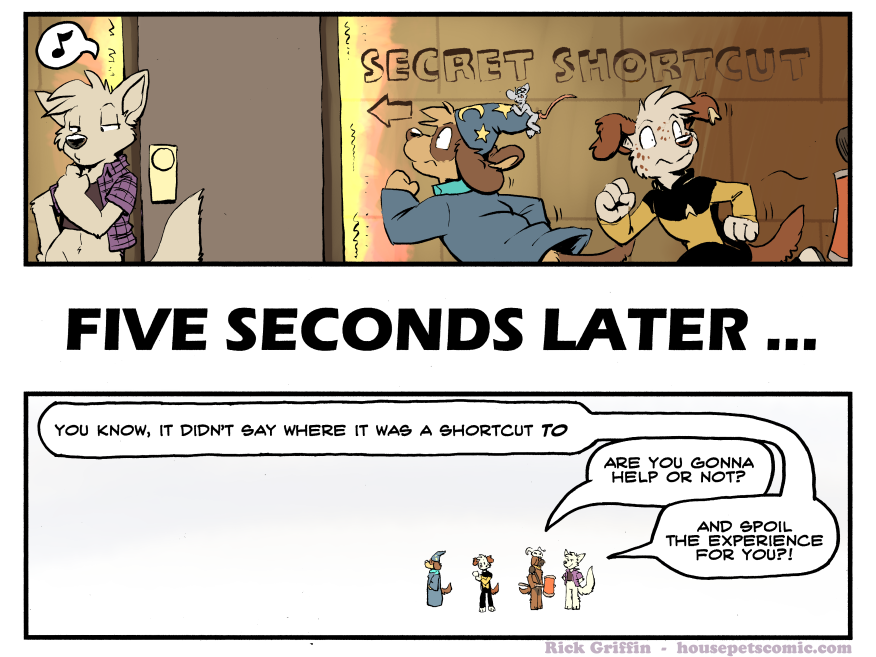 SECRET SHORTCUT
FIVE SECONDS LATER ...
YOU KNOW, IT DIDN'T SAY WHERE IT WAS A SHORTCUT TO
ARE YOU GONNA
HELP OR NOT?
AND SPOIL
THE EXPERIENCE
FOR YOU?!
Rick Griffin - housepetscomic.com